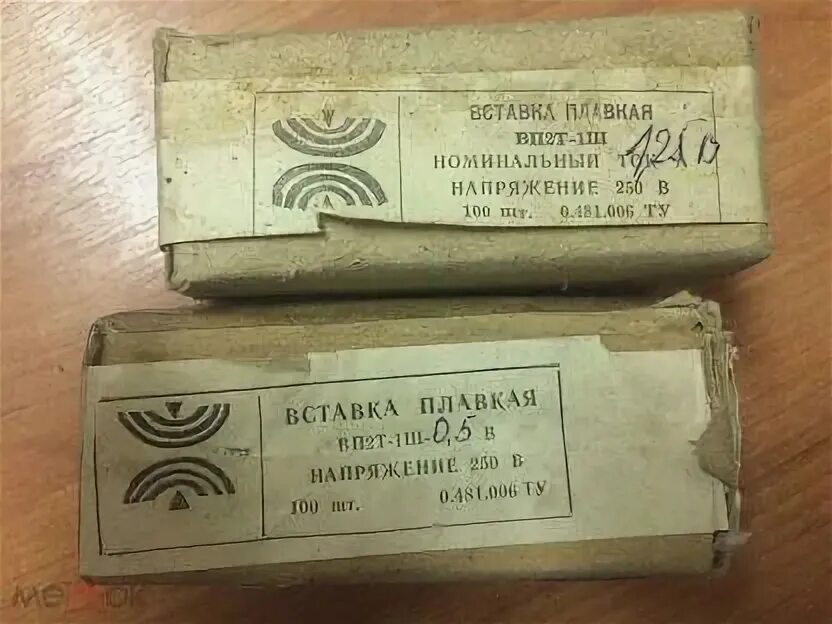 ВСТАВКА ПЛАВКАЯ
ВП2Т-1Ш
НОМИНАЛЬНЫЙ ТОК
НАПРЯЖЕНИЕ 250 В
100 шт. 0.481.006 ТУ
ВСТАВКА ПЛАВКАЯ
ВП2Т-1Ш-0,5 В
НАПРЯЖЕНИЕ 250 В
100 шт. 0.481.006 ТУ